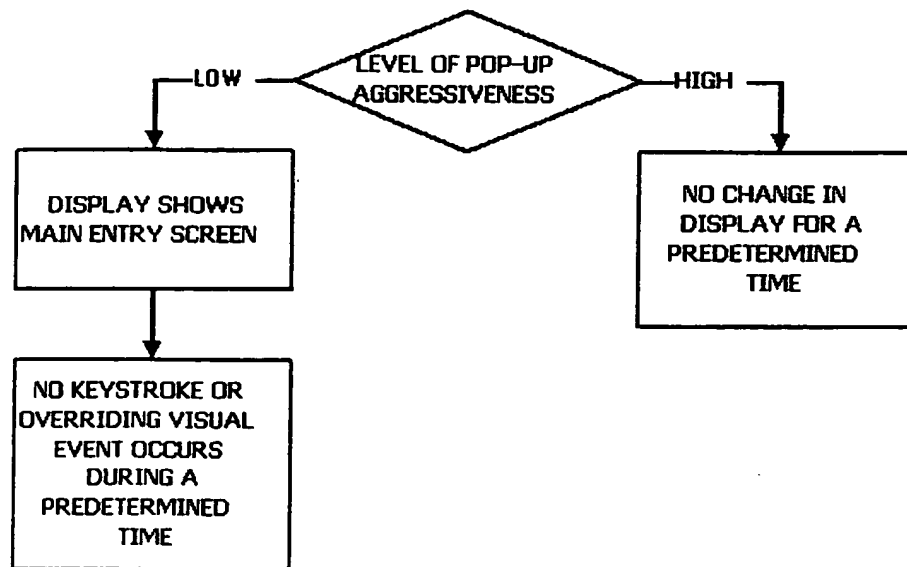 LEVEL OF POP-UP
AGGRESSIVENESS
LOW
HIGH
DISPLAY SHOWS
MAIN ENTRY SCREEN
NO CHANGE IN
DISPLAY FOR A
PREDETERMINED
TIME
NO KEYSTROKE OR
OVERRIDING VISUAL
EVENT OCCURS
DURING A
PREDETERMINED
TIME